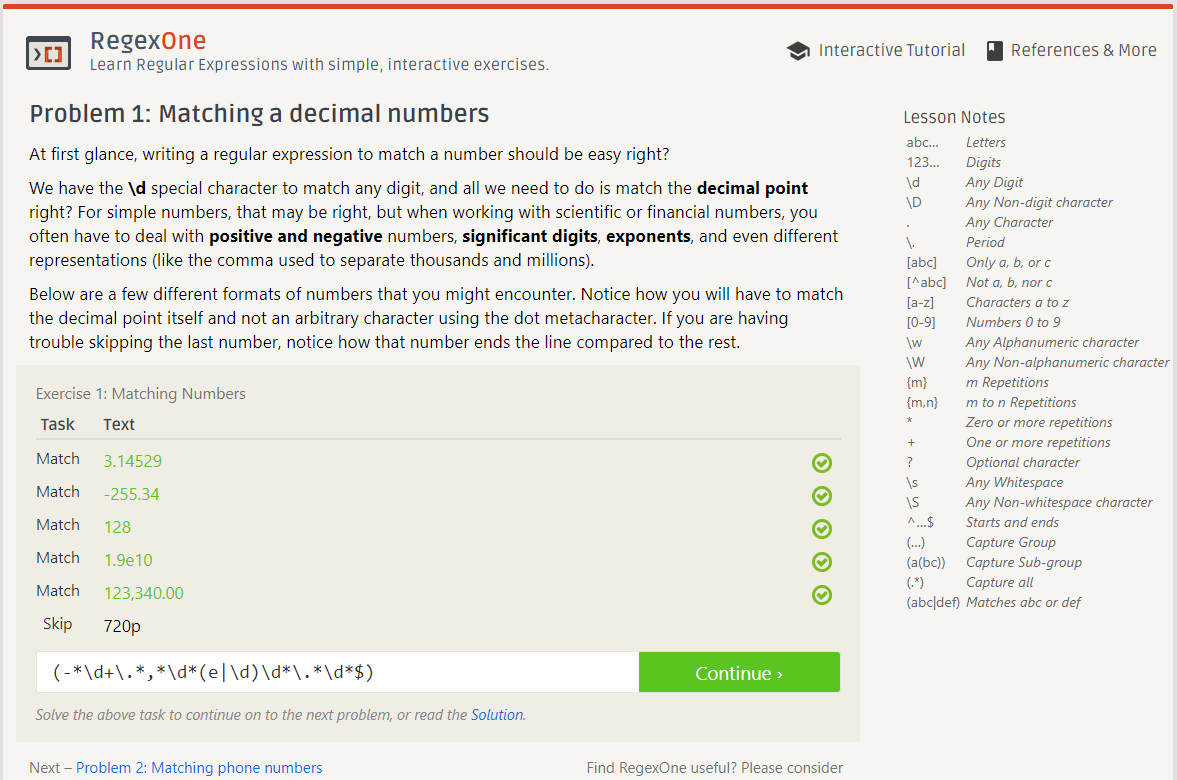 RegexOne
Learn Regular Expressions with simple, interactive exercises.
Interactive Tutorial
References & More
Problem 1: Matching a decimal numbers
At first glance, writing a regular expression to match a number should be easy right?
We have the \d special character to match any digit, and all we need to do is match the decimal point
right? For simple numbers, that may be right, but when working with scientific or financial numbers, you
often have to deal with positive and negative numbers, significant digits, exponents, and even different
representations (like the comma used to separate thousands and millions).
Below are a few different formats of numbers that you might encounter. Notice how you will have to match
the decimal point itself and not an arbitrary character using the dot metacharacter. If you are having
trouble skipping the last number, notice how that number ends the line compared to the rest.
Exercise 1: Matching Numbers
Task Text
Match 3.14529
Match -255.34
Match 128
Match 1.9e10
Match 123,340.00
Skip 720p
(-*\d+\.*,*\d*(e|\d)\d*\.*\d*$)
Continue ›
Solve the above task to continue on to the next problem, or read the Solution.
Next – Problem 2: Matching phone numbers
Find RegexOne useful? Please consider
Lesson Notes
abc… Letters
123… Digits
\d Any Digit
\D Any Non-digit character
. Any Character
\. Period
[abc] Only a, b, or c
[^abc] Not a, b, nor c
[a-z] Characters a to z
[0-9] Numbers 0 to 9
\w Any Alphanumeric character
\W Any Non-alphanumeric character
{m} m Repetitions
{m,n} m to n Repetitions
* Zero or more repetitions
+ One or more repetitions
? Optional character
\s Any Whitespace
\S Any Non-whitespace character
^…$ Starts and ends
(…) Capture Group
(a(bc)) Capture Sub-group
(.*) Capture all
(abc|def) Matches abc or def